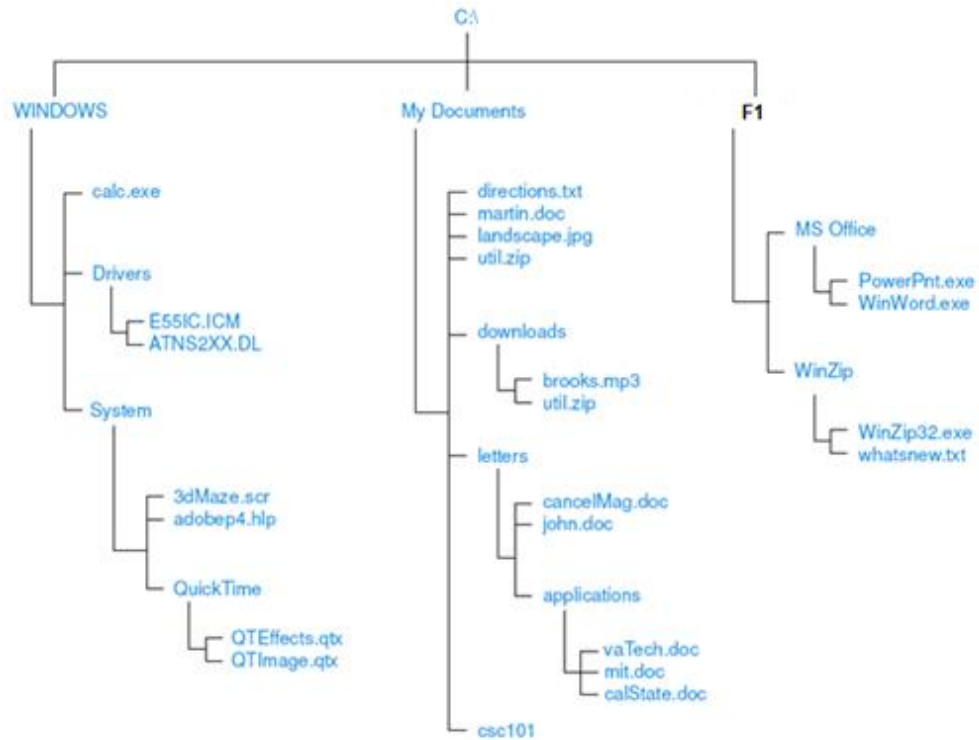 C:\
WINDOWS
calc.exe
Drivers
E55IC.ICM
ATNS2XX.DL
System
3dMaze.scr
adobep4.hlp
QuickTime
QTEffects.qtx
QTImage.qtx
My Documents
directions.txt
martin.doc
landscape.jpg
util.zip
downloads
brooks.mp3
util.zip
letters
cancelMag.doc
john.doc
applications
vaTech.doc
mit.doc
calState.doc
csc101
F1
MS Office
PowerPnt.exe
WinWord.exe
WinZip
WinZip32.exe
whatsnew.txt